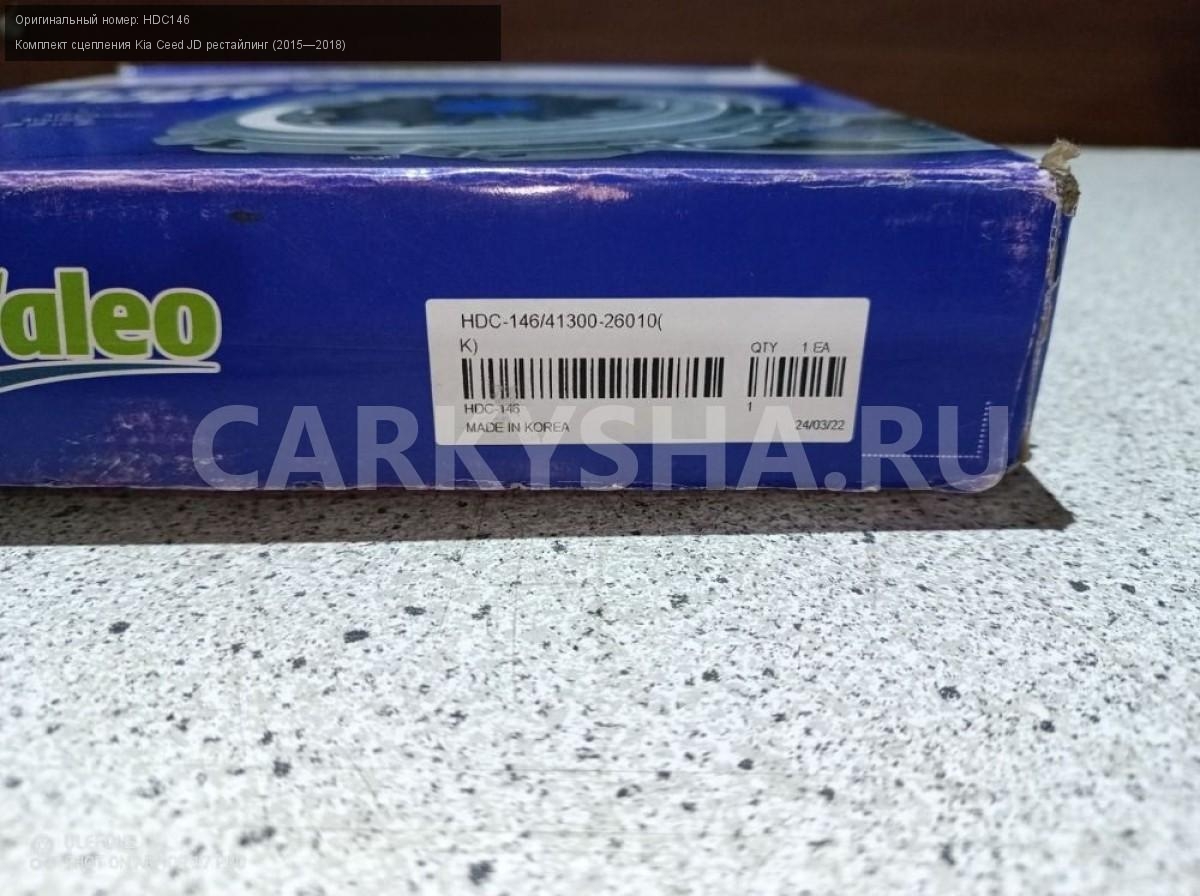 Оригинальный номер: HDC146
Комплект сцепления Kia Ceed JD рестайлинг (2015—2018)
Valeo
HDC-146/41300-26010(
K)
QTY 1 EA
HDC-146
1
MADE IN KOREA
24/03/22
CARKYSHA.RU